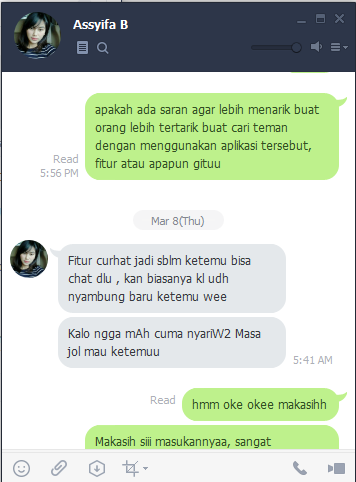 Assyifa B
apakah ada saran agar lebih menarik buat
orang lebih tertarik buat cari teman
dengan menggunakan aplikasi tersebut,
fitur atau apapun gituu
Read
5:56 PM
Mar 8(Thu)
Fitur curhat jadi sblm ketemu bisa
chat dlu , kan biasanya kl udh
nyambung baru ketemu wee
Kalo ngga mAh cuma nyariW2 Masa
jol mau ketemuu
5:41 AM
Read
hmm oke okee makasihh
Makasih siii masukannyaa, sangat